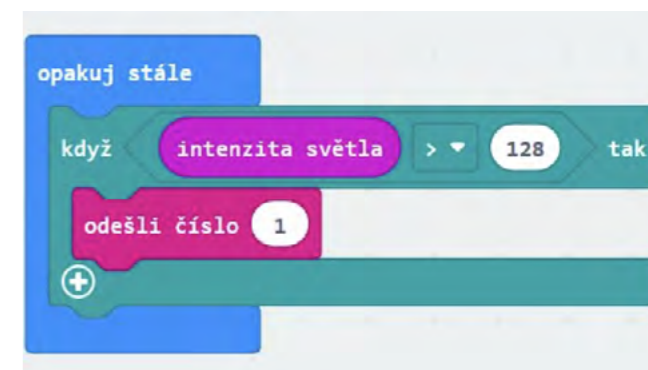 opakuj stále
když intenzita světla > 128 tak
odešli číslo 1